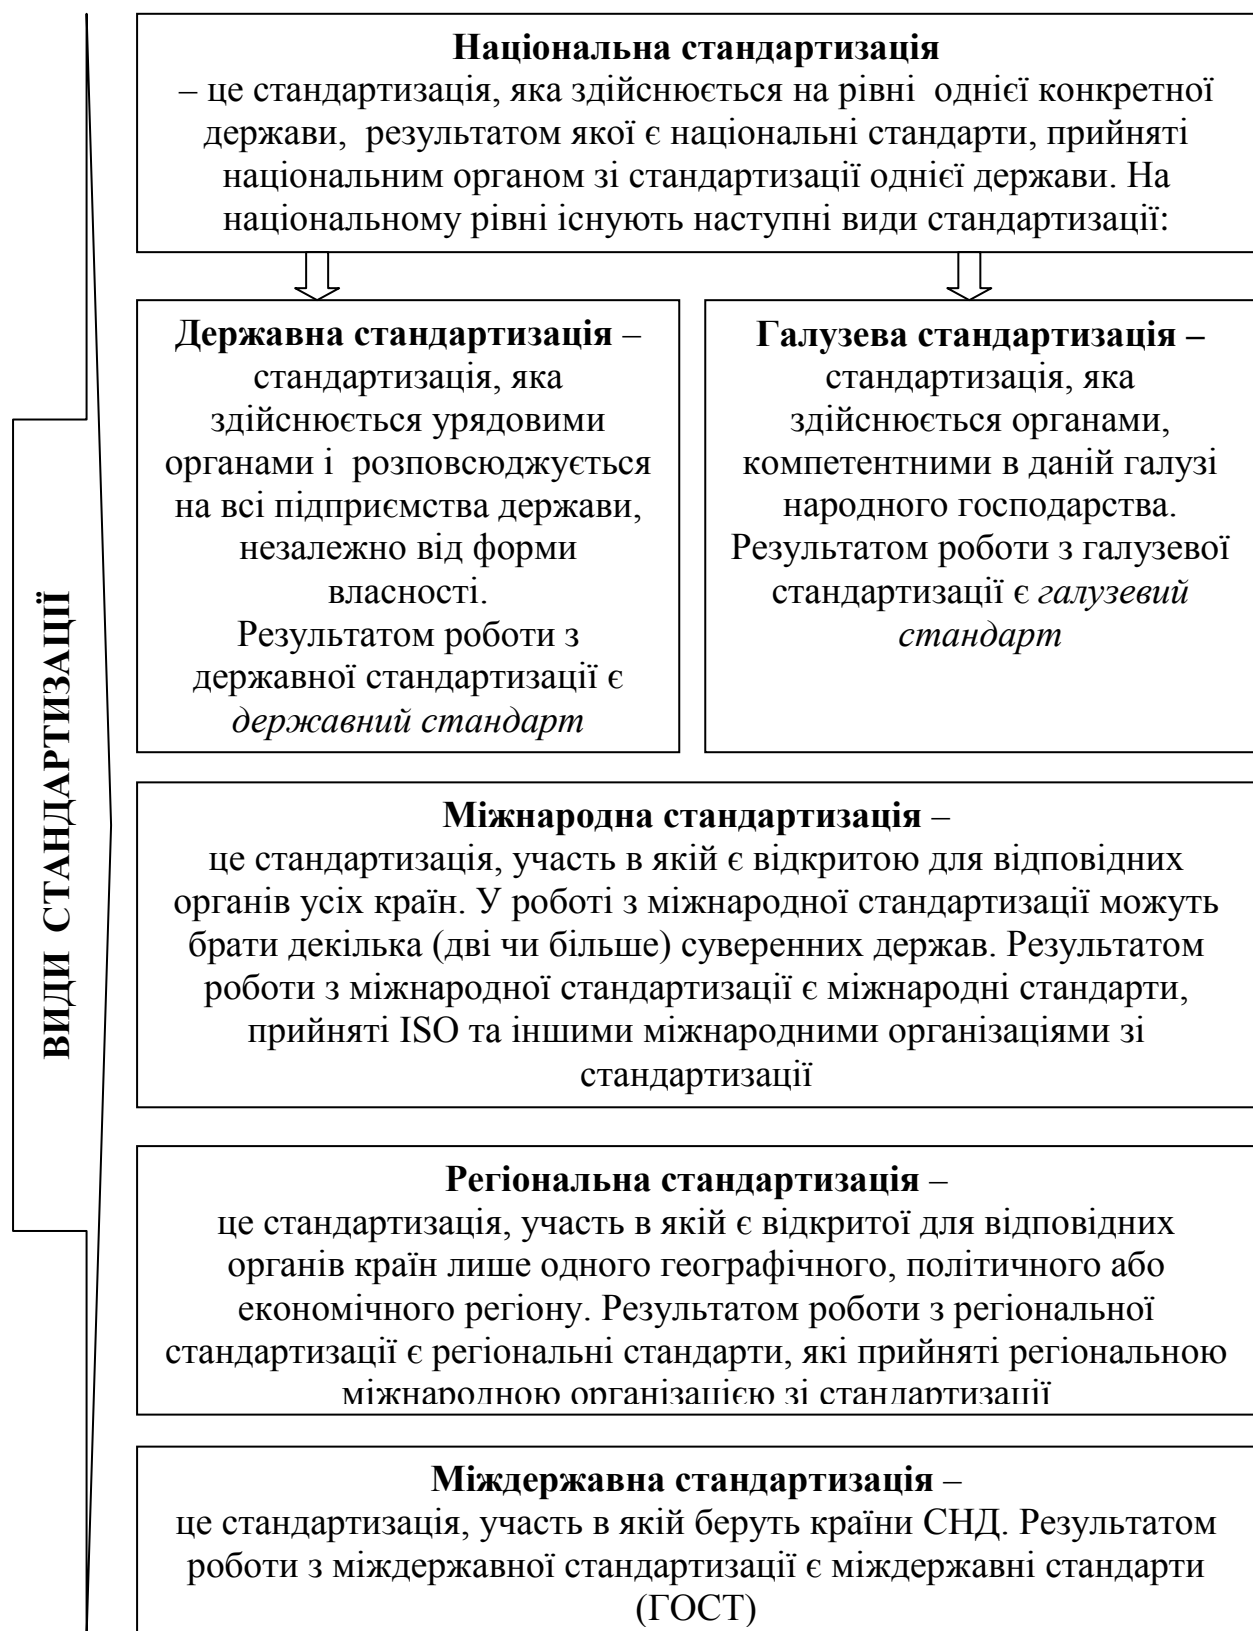 Національна стандартизація
– це стандартизація, яка здійснюється на рівні однієї конкретної
держави, результатом якої є національні стандарти, прийняті
національним органом зі стандартизації однієї держави. На
національному рівні існують наступні види стандартизації:
Державна стандартизація –
стандартизація, яка
здійснюється урядовими
органами і розповсюджується
на всі підприємства держави,
незалежно від форми
власності.
Результатом роботи з
державної стандартизації є
державний стандарт
Галузева стандартизація –
стандартизація, яка
здійснюється органами,
компетентними в даній галузі
народного господарства.
Результатом роботи з галузевої
стандартизації є галузевий
стандарт
ВИДИ СТАНДАРТИЗАЦІЇ
Міжнародна стандартизація –
це стандартизація, участь в якій є відкритою для відповідних
органів усіх країн. У роботі з міжнародної стандартизації можуть
брати декілька (дві чи більше) суверенних держав. Результатом
роботи з міжнародної стандартизації є міжнародні стандарти,
прийняті ISO та іншими міжнародними організаціями зі
стандартизації
Регіональна стандартизація –
це стандартизація, участь в якій є відкритої для відповідних
органів країн лише одного географічного, політичного або
економічного регіону. Результатом роботи з регіональної
стандартизації є регіональні стандарти, які прийняті регіональною
міжнародною організацією зі стандартизації
Міждержавна стандартизація –
це стандартизація, участь в якій беруть країни СНД. Результатом
роботи з міждержавної стандартизації є міждержавні стандарти
(ГОСТ)